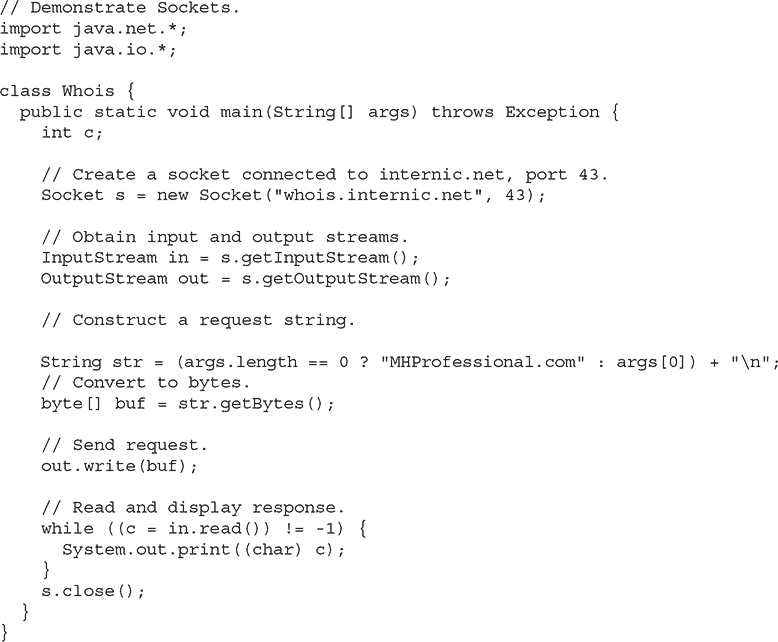 // Demonstrate Sockets.
import java.net.*;
import java.io.*;

class Whois {
  public static void main(String[] args) throws Exception {
    int c;

    // Create a socket connected to internic.net, port 43.
    Socket s = new Socket("whois.internic.net", 43);

    // Obtain input and output streams.
    InputStream in = s.getInputStream();
    OutputStream out = s.getOutputStream();

    // Construct a request string.

    String str = (args.length == 0 ? "MHProfessional.com" : args[0]) + "\n";
    // Convert to bytes.
    byte[] buf = str.getBytes();

    // Send request.
    out.write(buf);

    // Read and display response.
    while ((c = in.read()) != -1) {
      System.out.print((char) c);
    }
    s.close();
  }
}